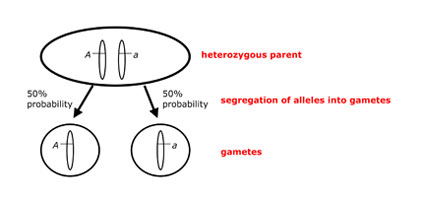 A
a
heterozygous parent
50%
probability
50%
probability
segregation of alleles into gametes
A
a
gametes